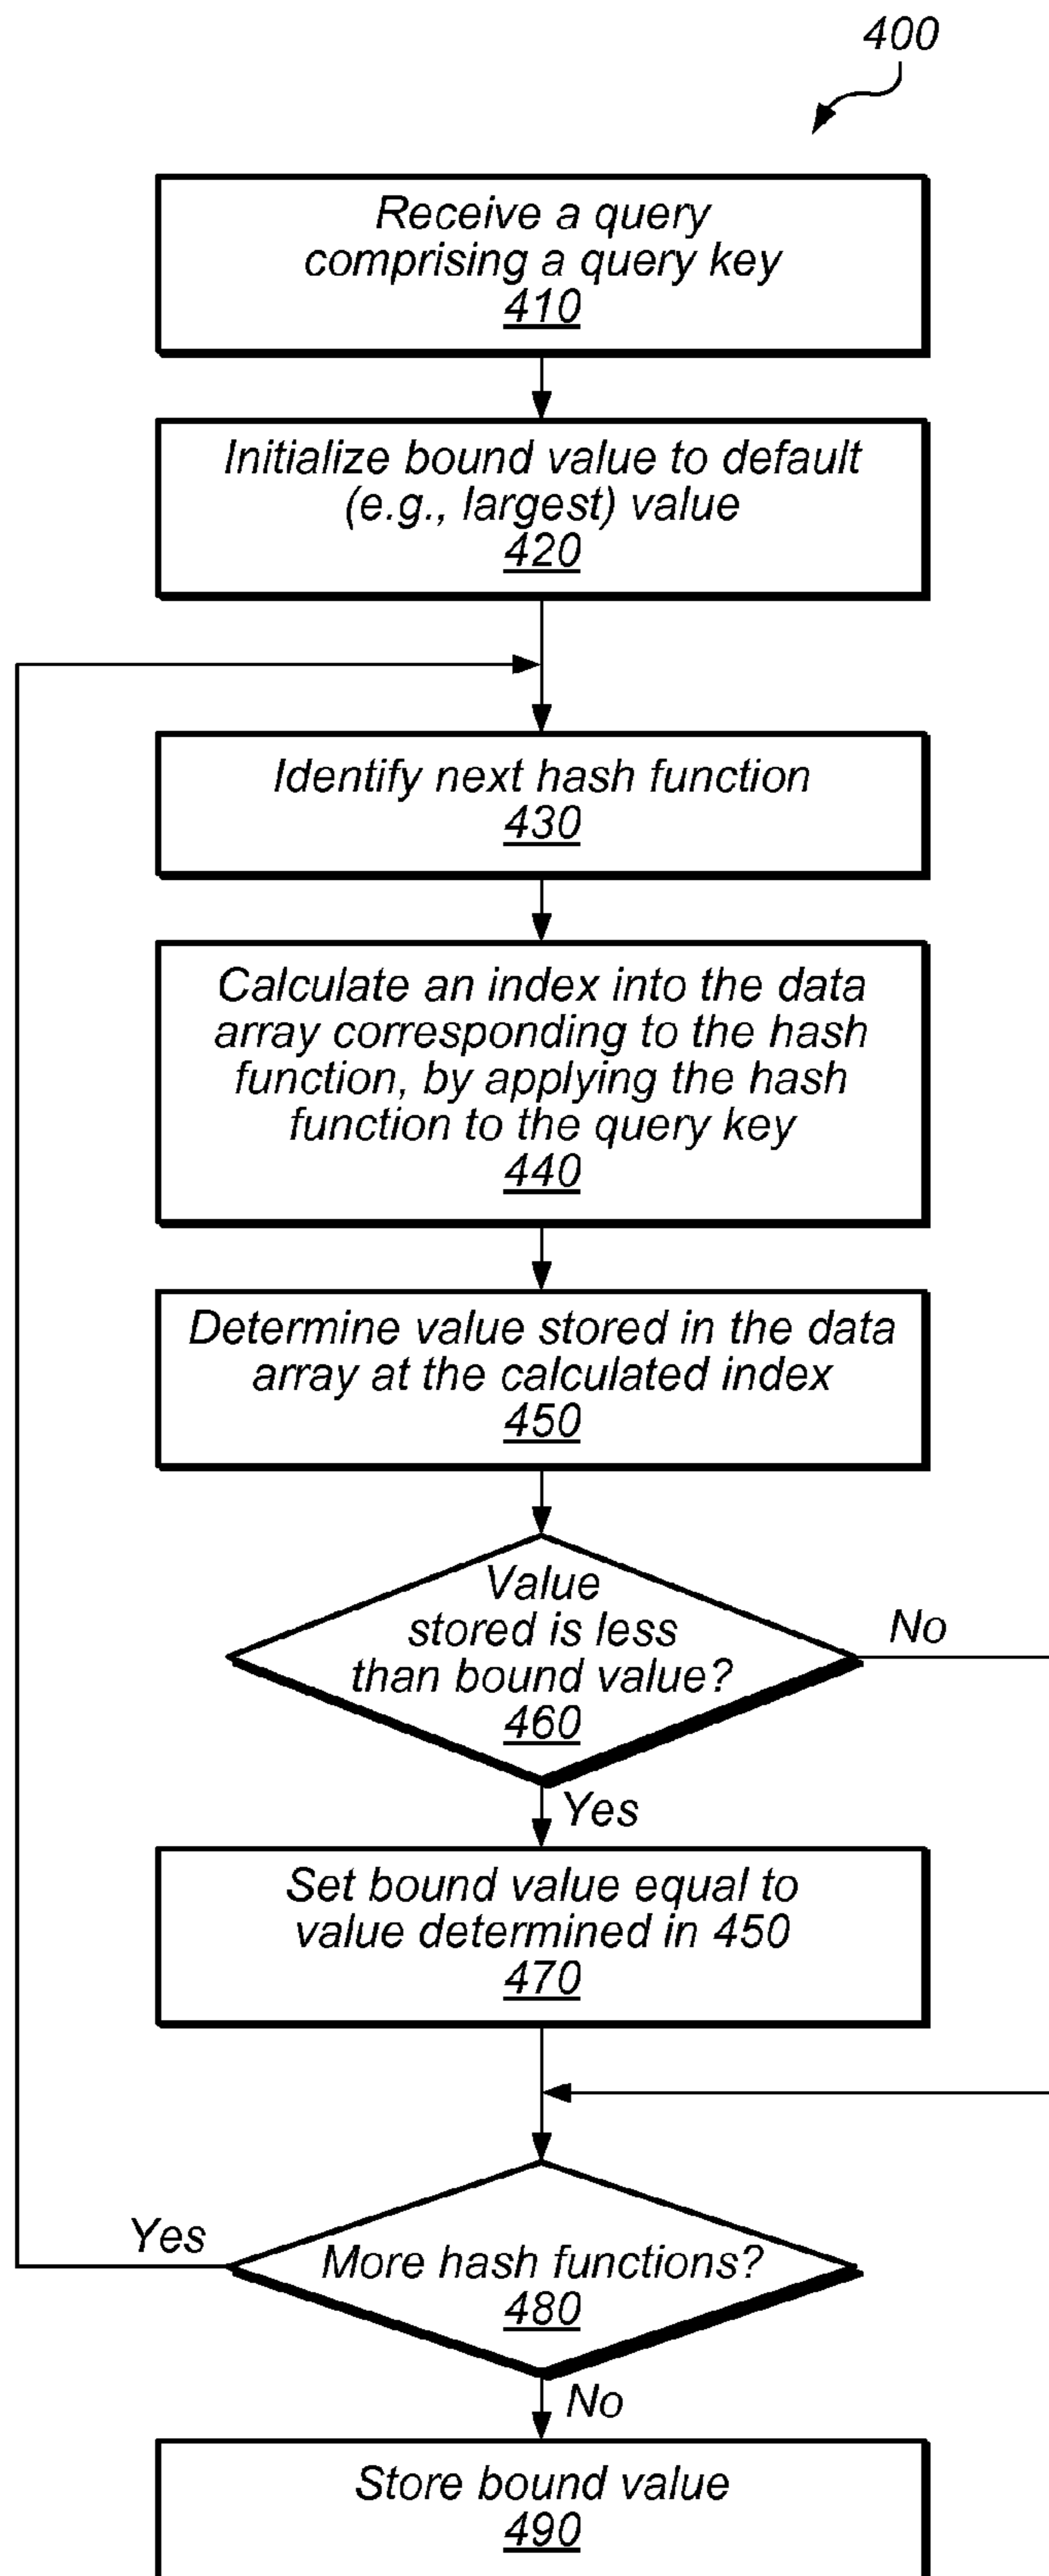 400
Receive a query
comprising a query key
410
Initialize bound value to default
(e.g., largest) value
420
Identify next hash function
430
Calculate an index into the data
array corresponding to the hash
function, by applying the hash
function to the query key
440
Determine value stored in the data
array at the calculated index
450
Value
stored is less
than bound value?
460
No
Yes
Set bound value equal to
value determined in 450
470
Yes
More hash functions?
480
No
Store bound value
490